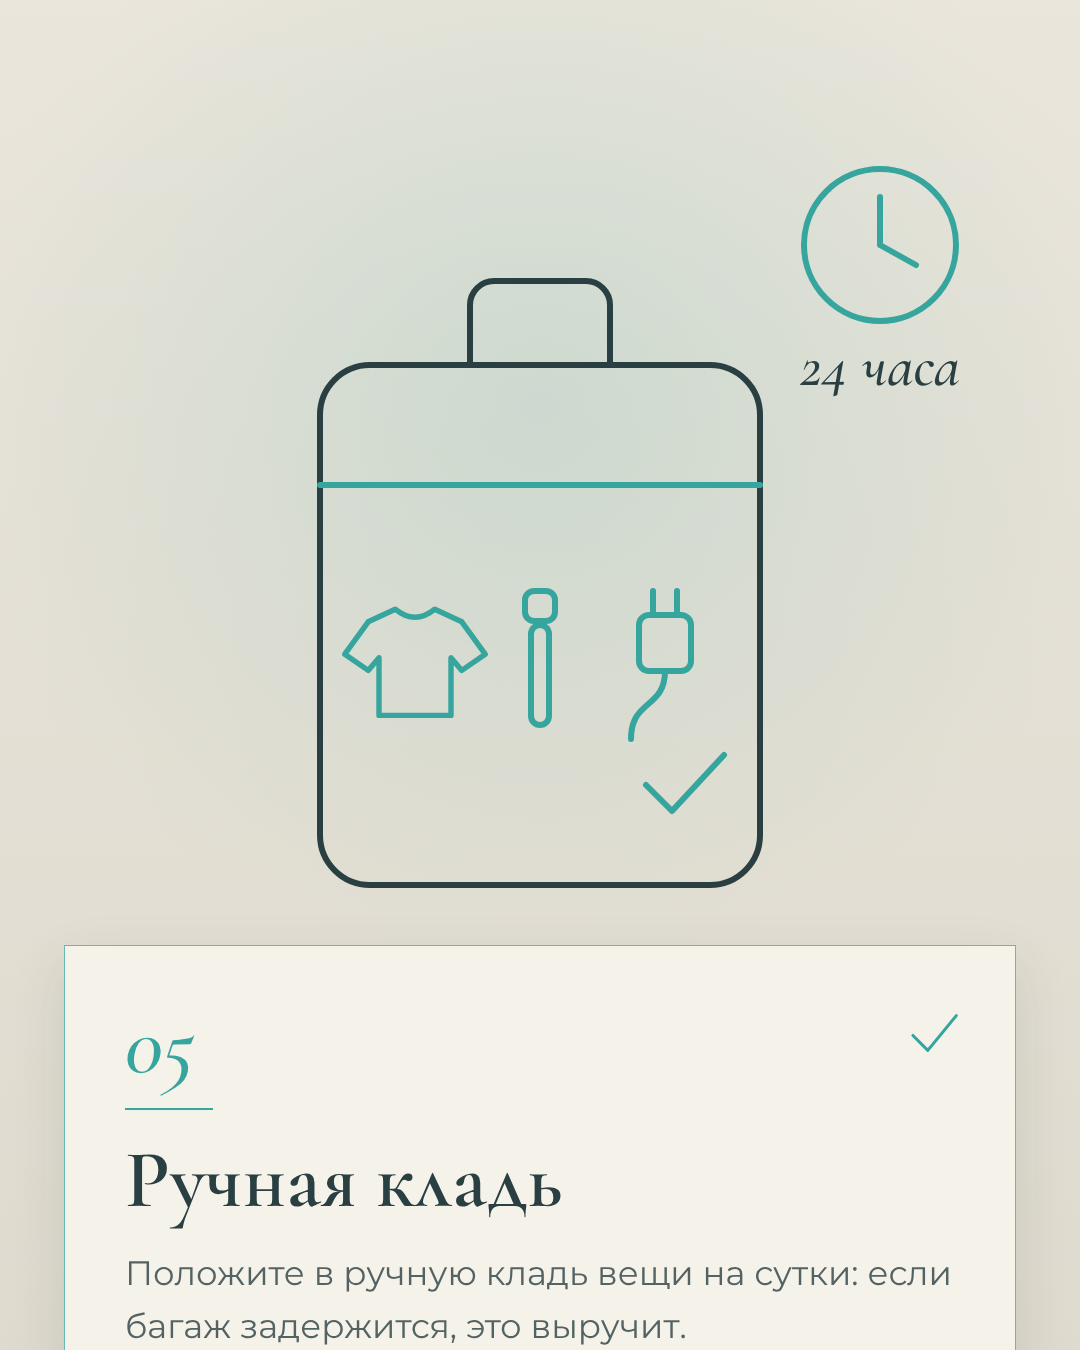 24 часа
05
Ручная кладь
Положите в ручную кладь вещи на сутки: если
багаж задержится, это выручит.